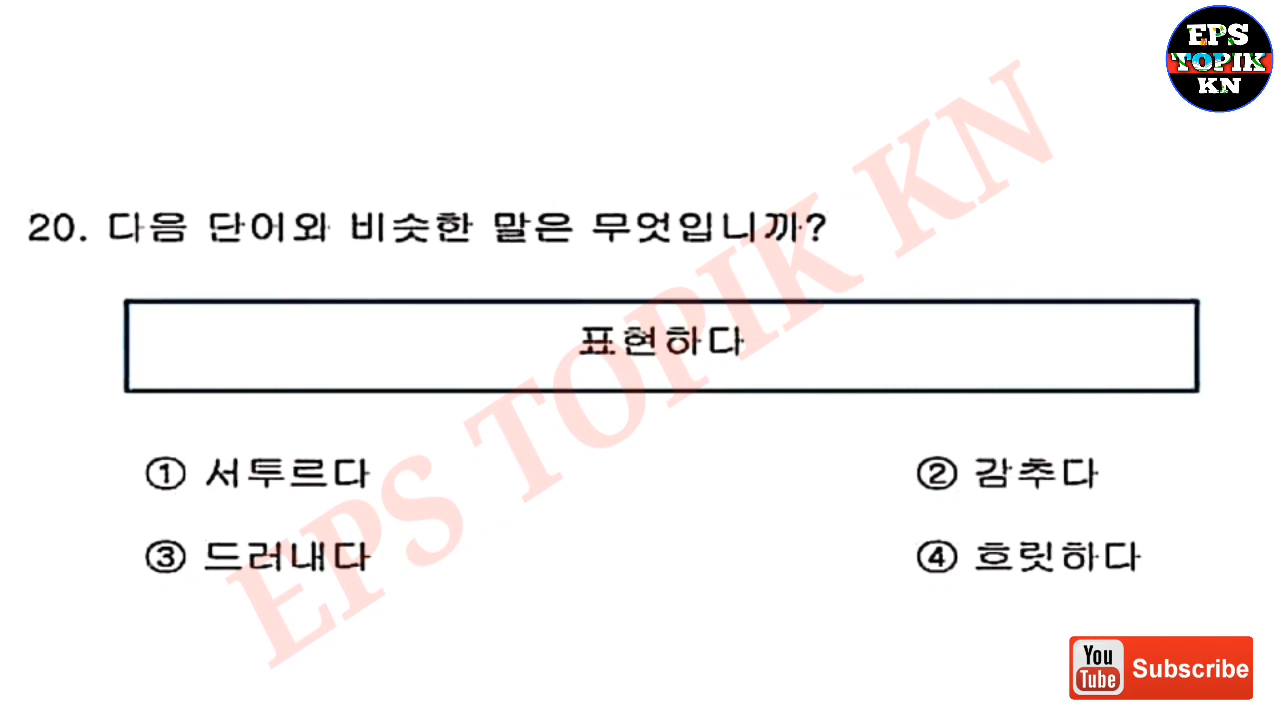 EPS
TOPIK
KN
20. 다음 단어와 비슷한 말은 무엇입니까?
표현하다
① 서투르다
② 감추다
③ 드러내다
④ 흐릿하다
EPS TOPIK KN
You
Tube
Subscribe